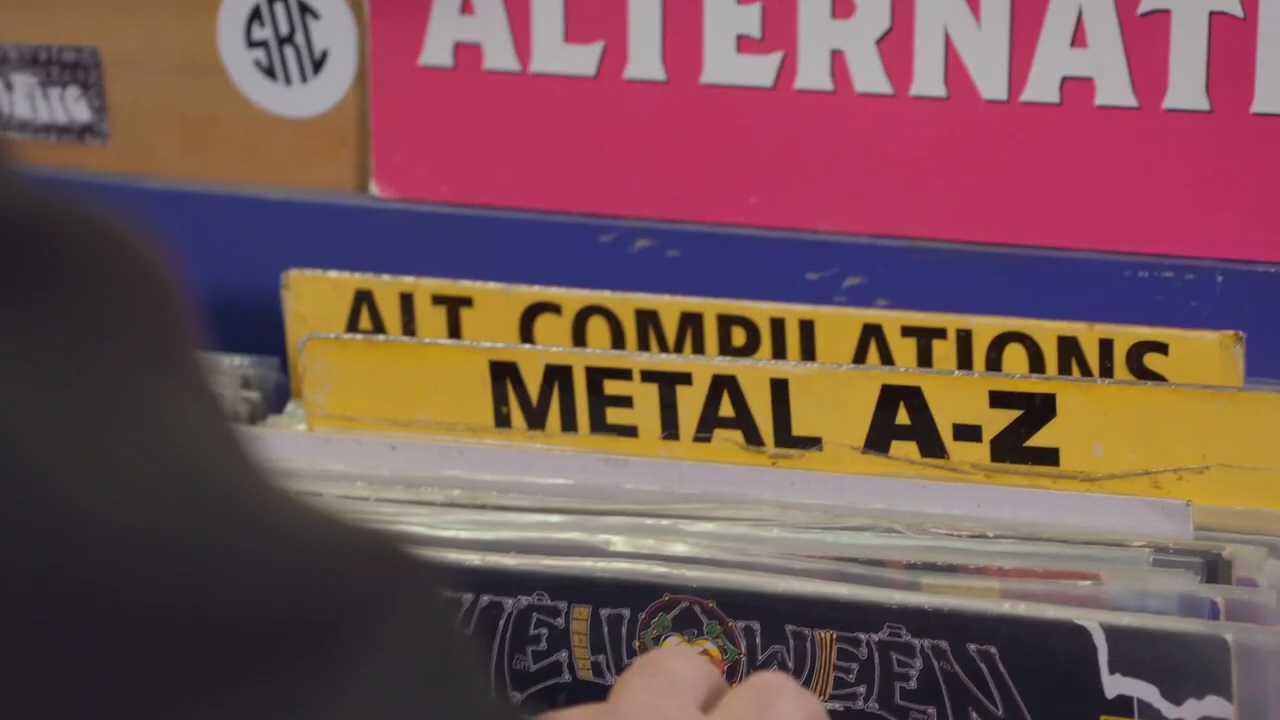 SRC
ALTERNATI
ALT COMPILATIONS
METAL A-Z
HELLOWEEN